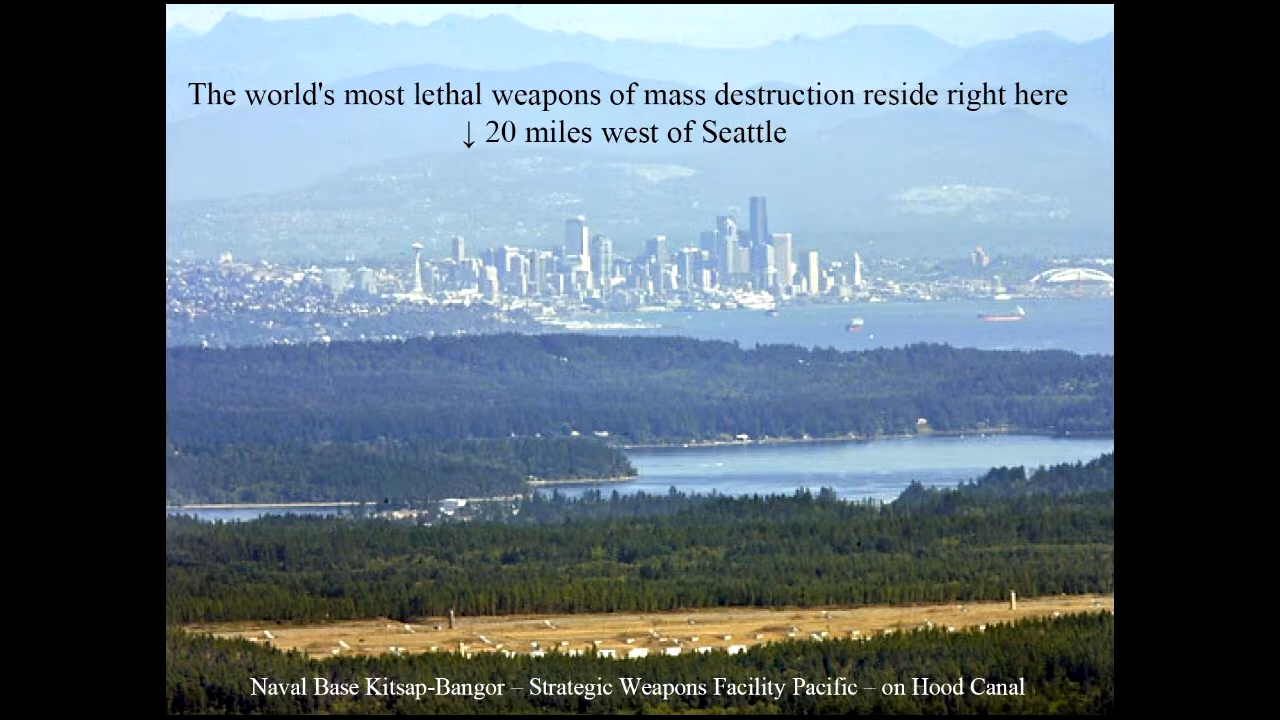 The world's most lethal weapons of mass destruction reside right here
↓ 20 miles west of Seattle
Naval Base Kitsap-Bangor – Strategic Weapons Facility Pacific – on Hood Canal